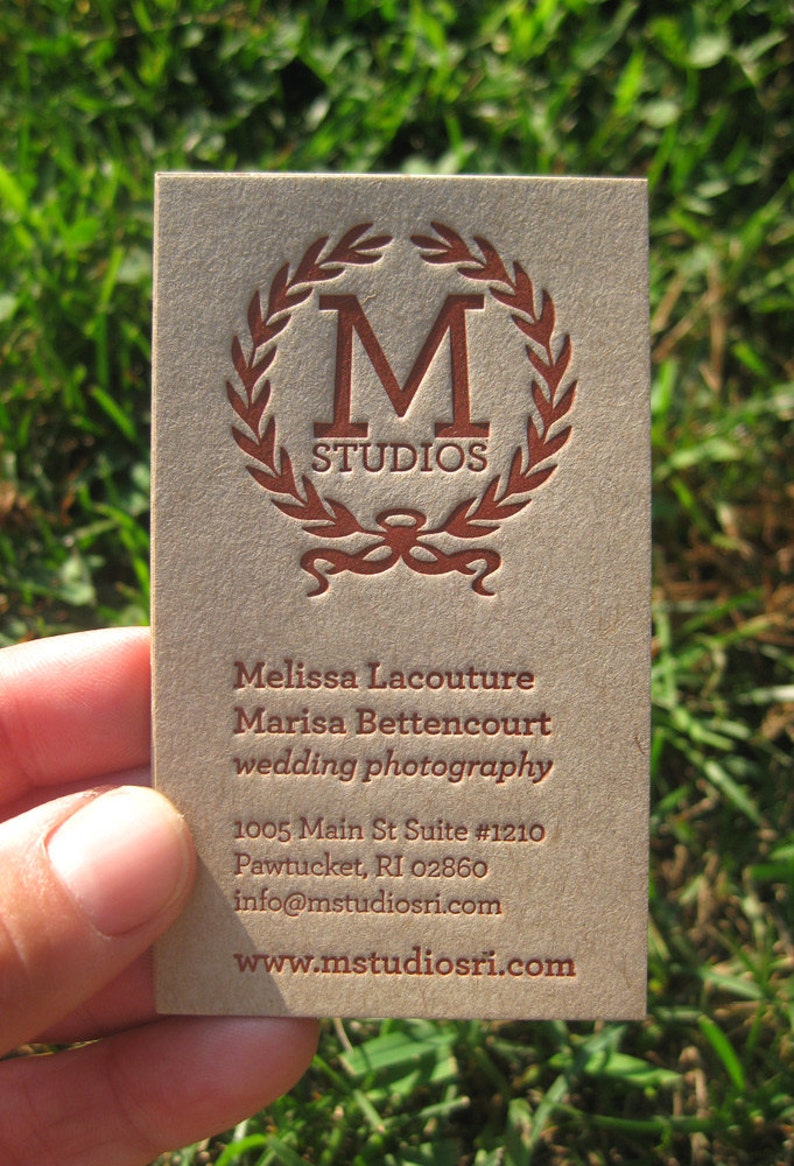 M
STUDIOS
Melissa Lacouture
Marisa Bettencourt
wedding photography
1005 Main St Suite #1210
Pawtucket, RI 02860
info@mstudiosri.com
www.mstudiosri.com